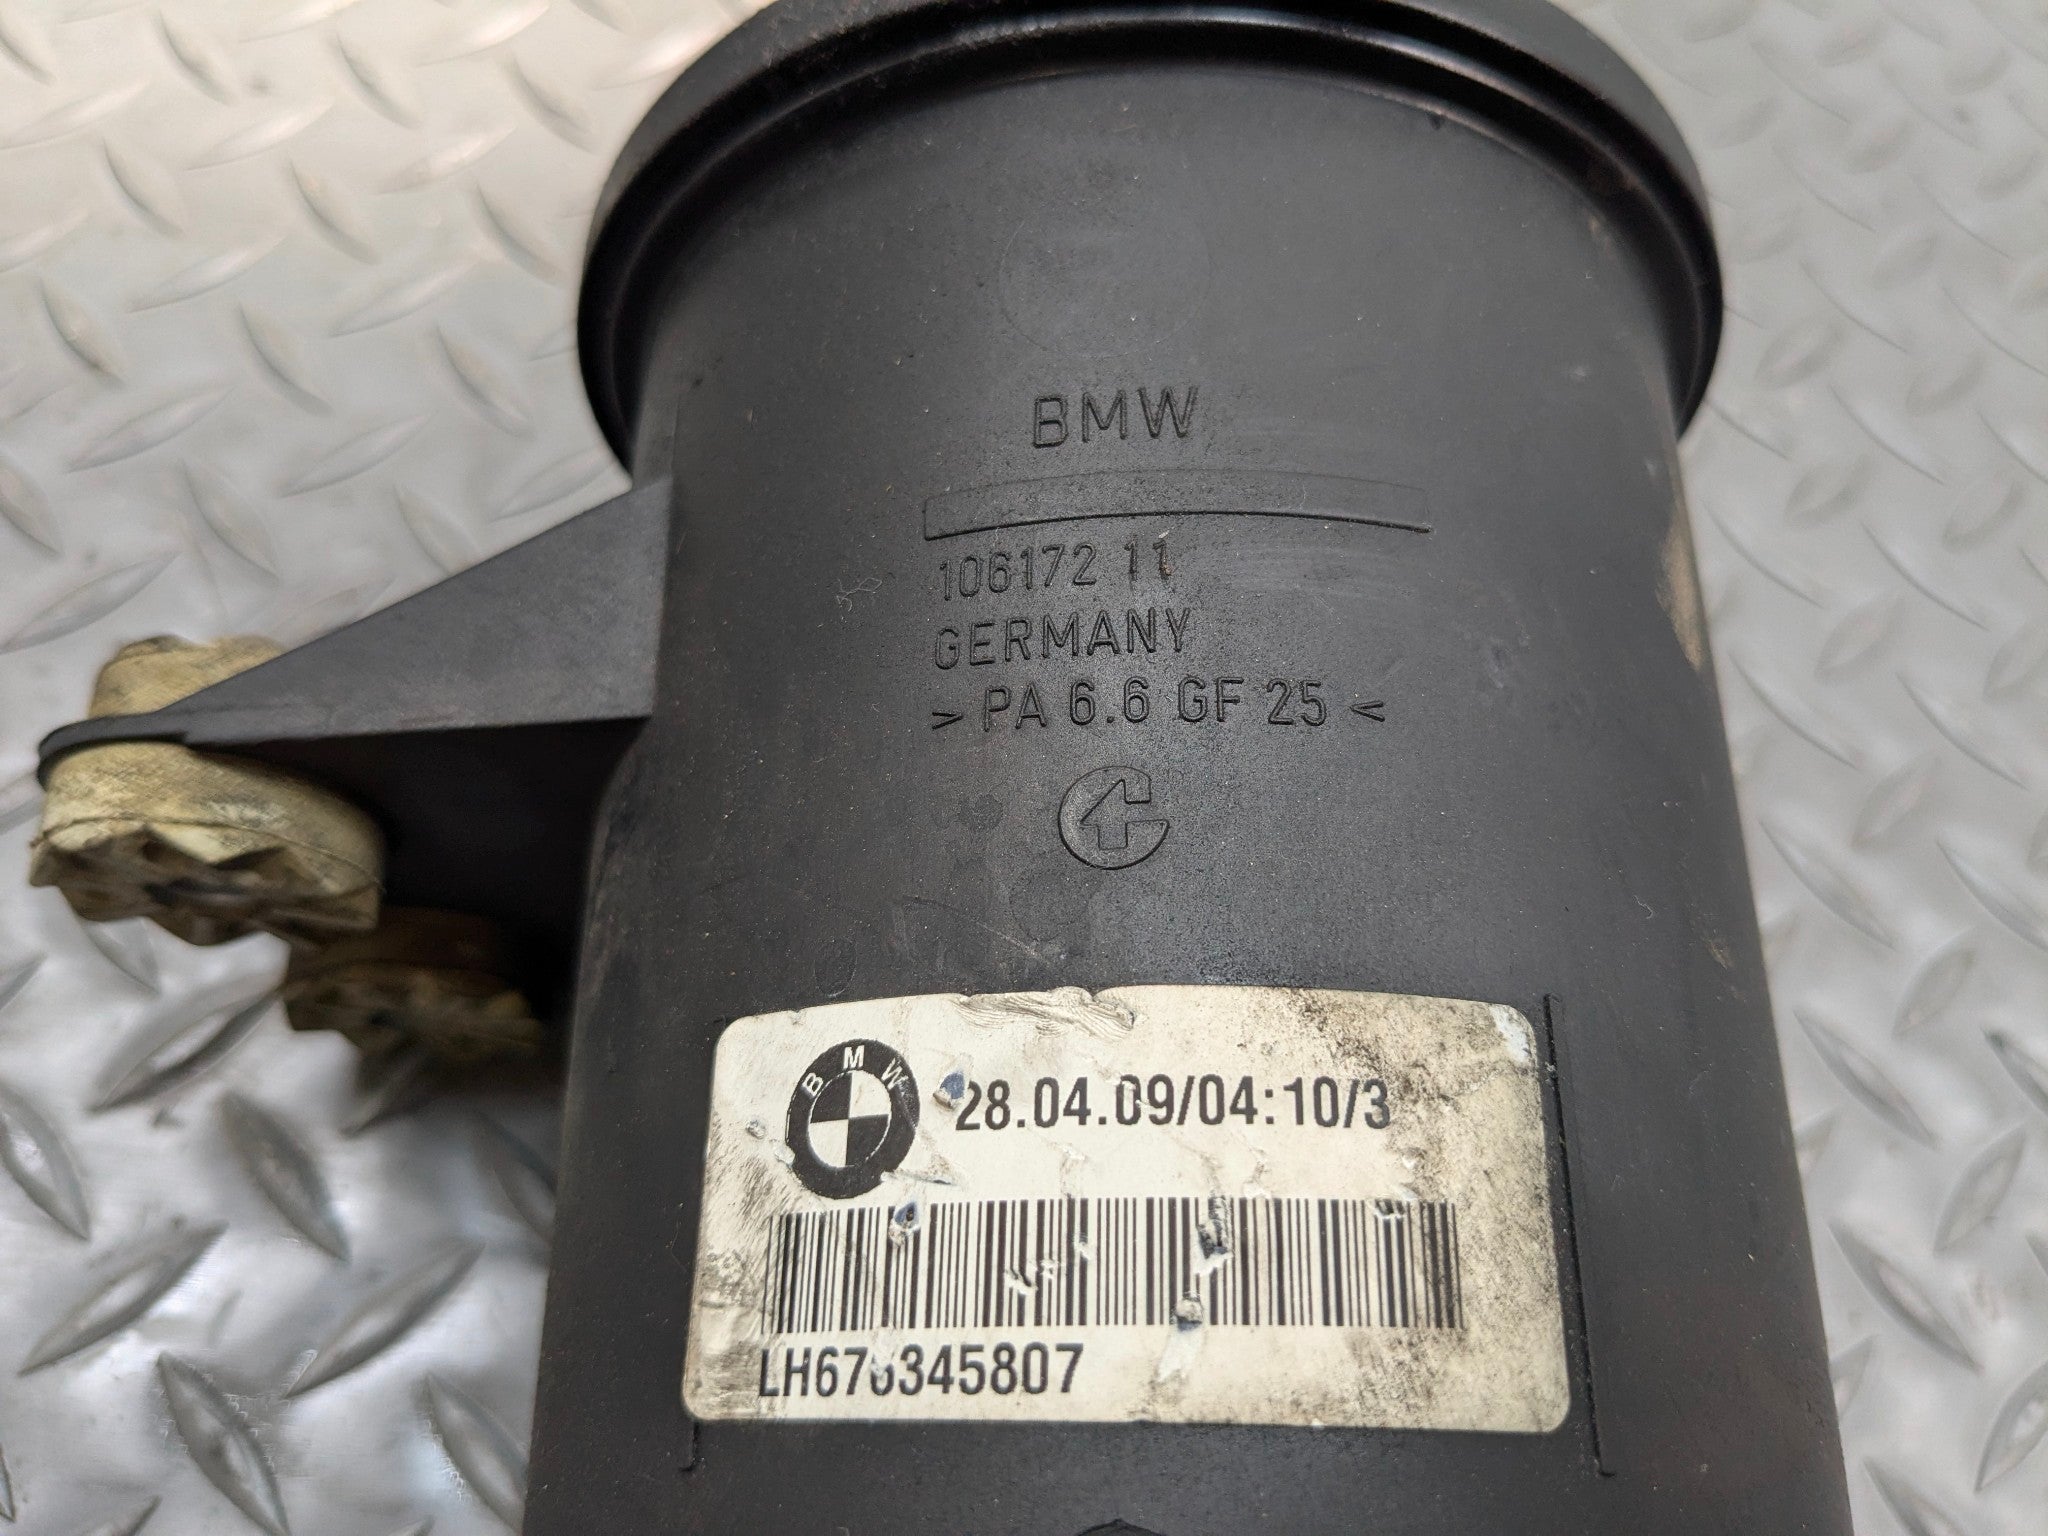 BMW
106172 11
GERMANY
> PA 6.6 GF 25 <
BMW
28.04.09/04:10/3